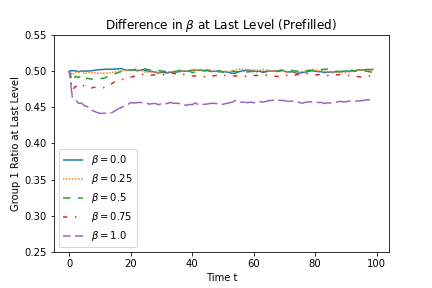 Difference in β at Last Level (Prefilled)
Group 1 Ratio at Last Level
0.55
0.50
0.45
0.40
0.35
0.30
0.25
β = 0.0
β = 0.25
β = 0.5
β = 0.75
β = 1.0
0 20 40 60 80 100
Time t